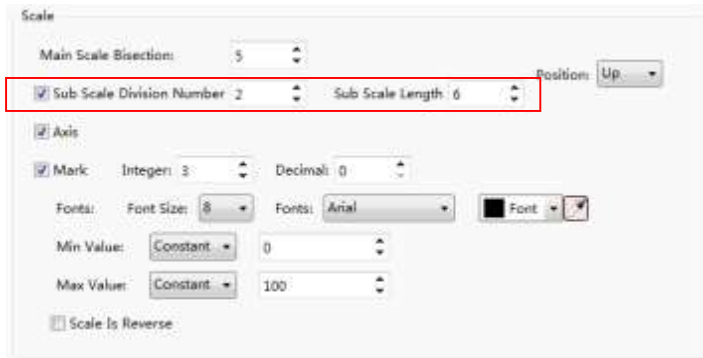 Scale
Main Scale Bisection: 5
Position: Up
Sub Scale Division Number 2 Sub Scale Length 6
Axis
Mark Integer: 3 Decimal: 0
Fonts: Font Size: 8 Fonts: Arial Font
Min Value: Constant 0
Max Value: Constant 100
Scale Is Reverse